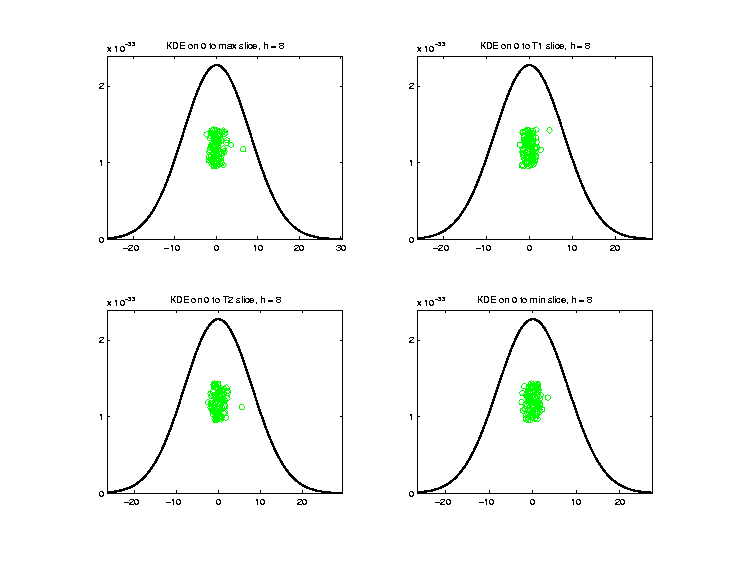 x 10⁻³³ KDE on 0 to max slice, h = 8
2
1
0
−20 −10 0 10 20 30
x 10⁻³³ KDE on 0 to T1 slice, h = 8
2
1
0
−20 −10 0 10 20
x 10⁻³³ KDE on 0 to T2 slice, h = 8
2
1
0
−20 −10 0 10 20
x 10⁻³³ KDE on 0 to min slice, h = 8
2
1
0
−20 −10 0 10 20